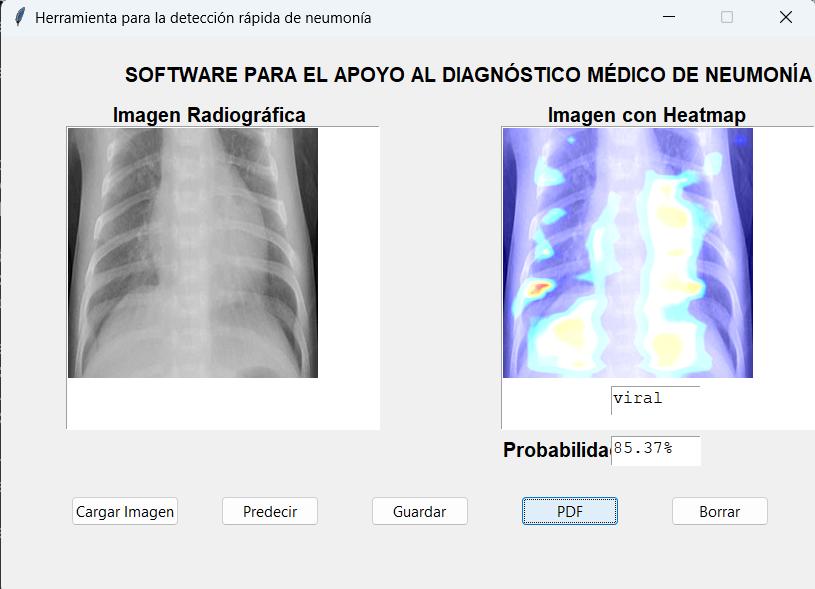 Herramienta para la detección rápida de neumonía
SOFTWARE PARA EL APOYO AL DIAGNÓSTICO MÉDICO DE NEUMONÍA
Imagen Radiográfica
Imagen con Heatmap
viral
Probabilidad 85.37%
Cargar Imagen
Predecir
Guardar
PDF
Borrar